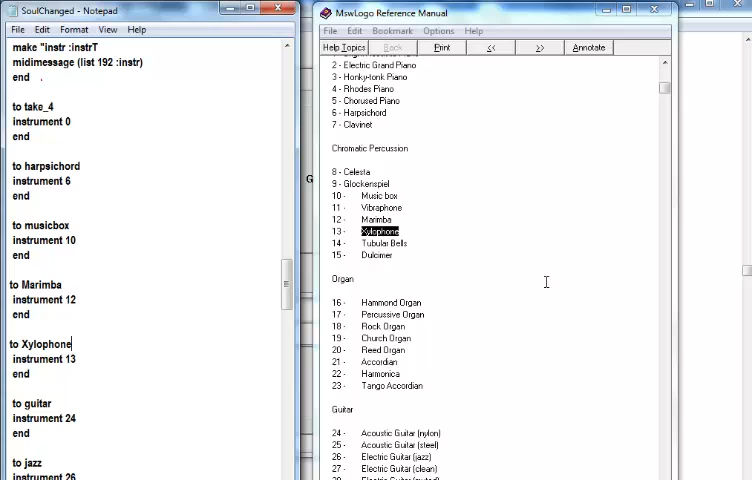 SoulChanged - Notepad
File Edit Format View Help
make "instr :instrT
midimessage (list 192 :instr)
end .
to take_4
instrument 0
end
to harpsichord
instrument 6
end
to musicbox
instrument 10
end
to Marimba
instrument 12
end
to Xylophone
instrument 13
end
to guitar
instrument 24
end
to jazz
instrument 26
MswLogo Reference Manual
File Edit Bookmark Options Help
Help Topics Back Print << >> Annotate
2 - Electric Grand Piano
3 - Honky-tonk Piano
4 - Rhodes Piano
5 - Chorused Piano
6 - Harpsichord
7 - Clavinet
Chromatic Percussion
8 - Celesta
9 - Glockenspiel
10 - Music box
11 - Vibraphone
12 - Marimba
13 - Xylophone
14 - Tubular Bells
15 - Dulcimer
Organ
16 - Hammond Organ
17 - Percussive Organ
18 - Rock Organ
19 - Church Organ
20 - Reed Organ
21 - Accordian
22 - Harmonica
23 - Tango Accordian
Guitar
24 - Acoustic Guitar (nylon)
25 - Acoustic Guitar (steel)
26 - Electric Guitar (jazz)
27 - Electric Guitar (clean)